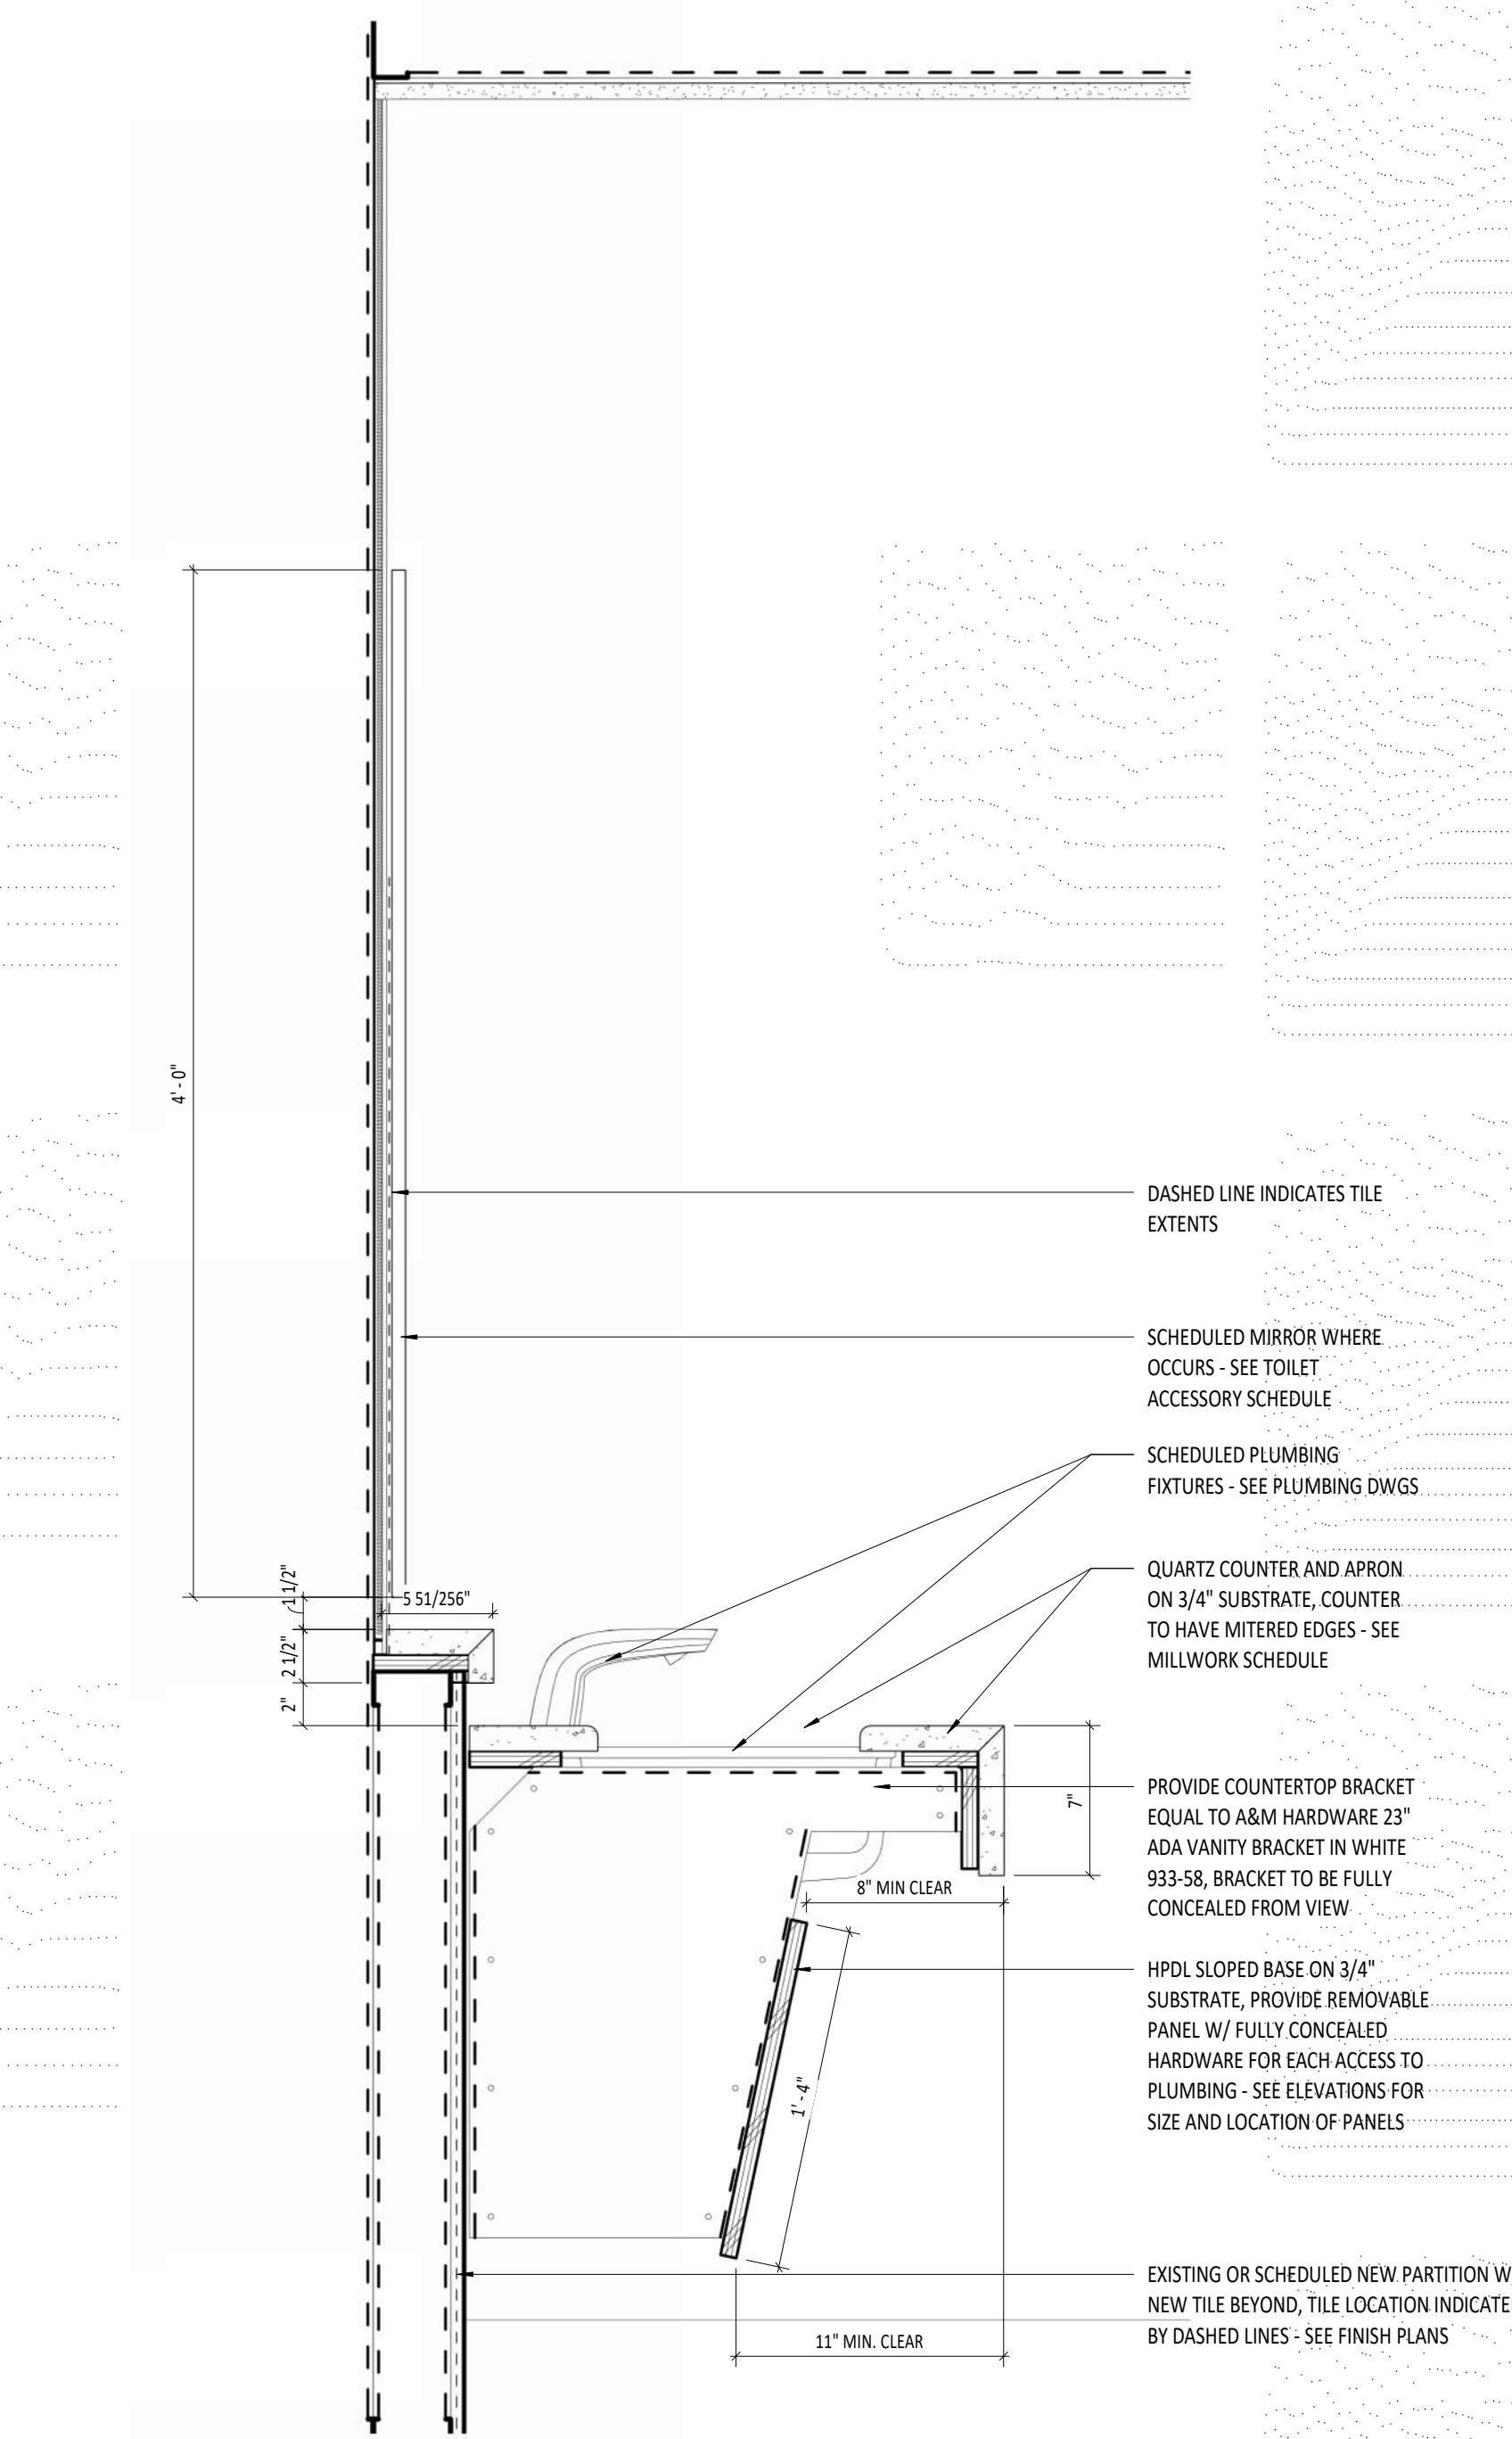 4' - 0"
DASHED LINE INDICATES TILE
EXTENTS
SCHEDULED MIRROR WHERE
OCCURS - SEE TOILET
ACCESSORY SCHEDULE
SCHEDULED PLUMBING
FIXTURES - SEE PLUMBING DWGS
1 1/2"
5 51/256"
2 1/2"
2"
QUARTZ COUNTER AND APRON
ON 3/4" SUBSTRATE, COUNTER
TO HAVE MITERED EDGES - SEE
MILLWORK SCHEDULE
7"
PROVIDE COUNTERTOP BRACKET
EQUAL TO A&M HARDWARE 23"
ADA VANITY BRACKET IN WHITE
933-58, BRACKET TO BE FULLY
CONCEALED FROM VIEW
8" MIN CLEAR
HPDL SLOPED BASE ON 3/4"
SUBSTRATE, PROVIDE REMOVABLE
PANEL W/ FULLY CONCEALED
HARDWARE FOR EACH ACCESS TO
PLUMBING - SEE ELEVATIONS FOR
SIZE AND LOCATION OF PANELS
1' - 4"
EXISTING OR SCHEDULED NEW PARTITION W
NEW TILE BEYOND, TILE LOCATION INDICATE
BY DASHED LINES - SEE FINISH PLANS
11" MIN. CLEAR